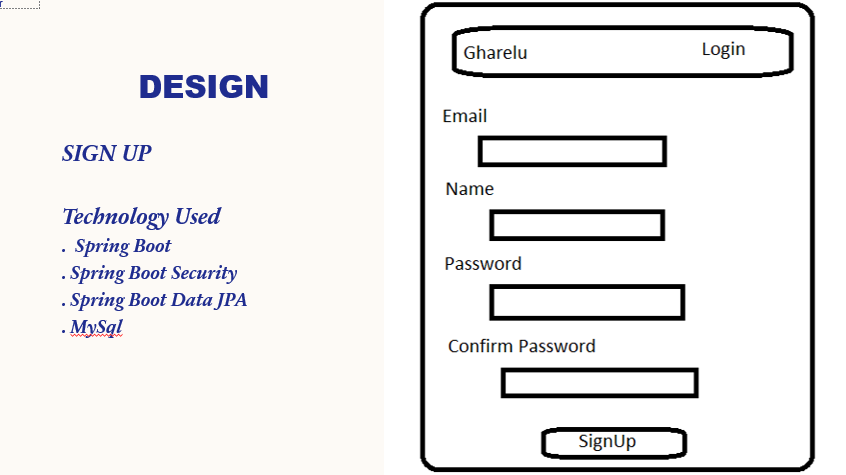 DESIGN
SIGN UP
Technology Used
. Spring Boot
. Spring Boot Security
. Spring Boot Data JPA
. MySql
Gharelu
Login
Email
Name
Password
Confirm Password
SignUp